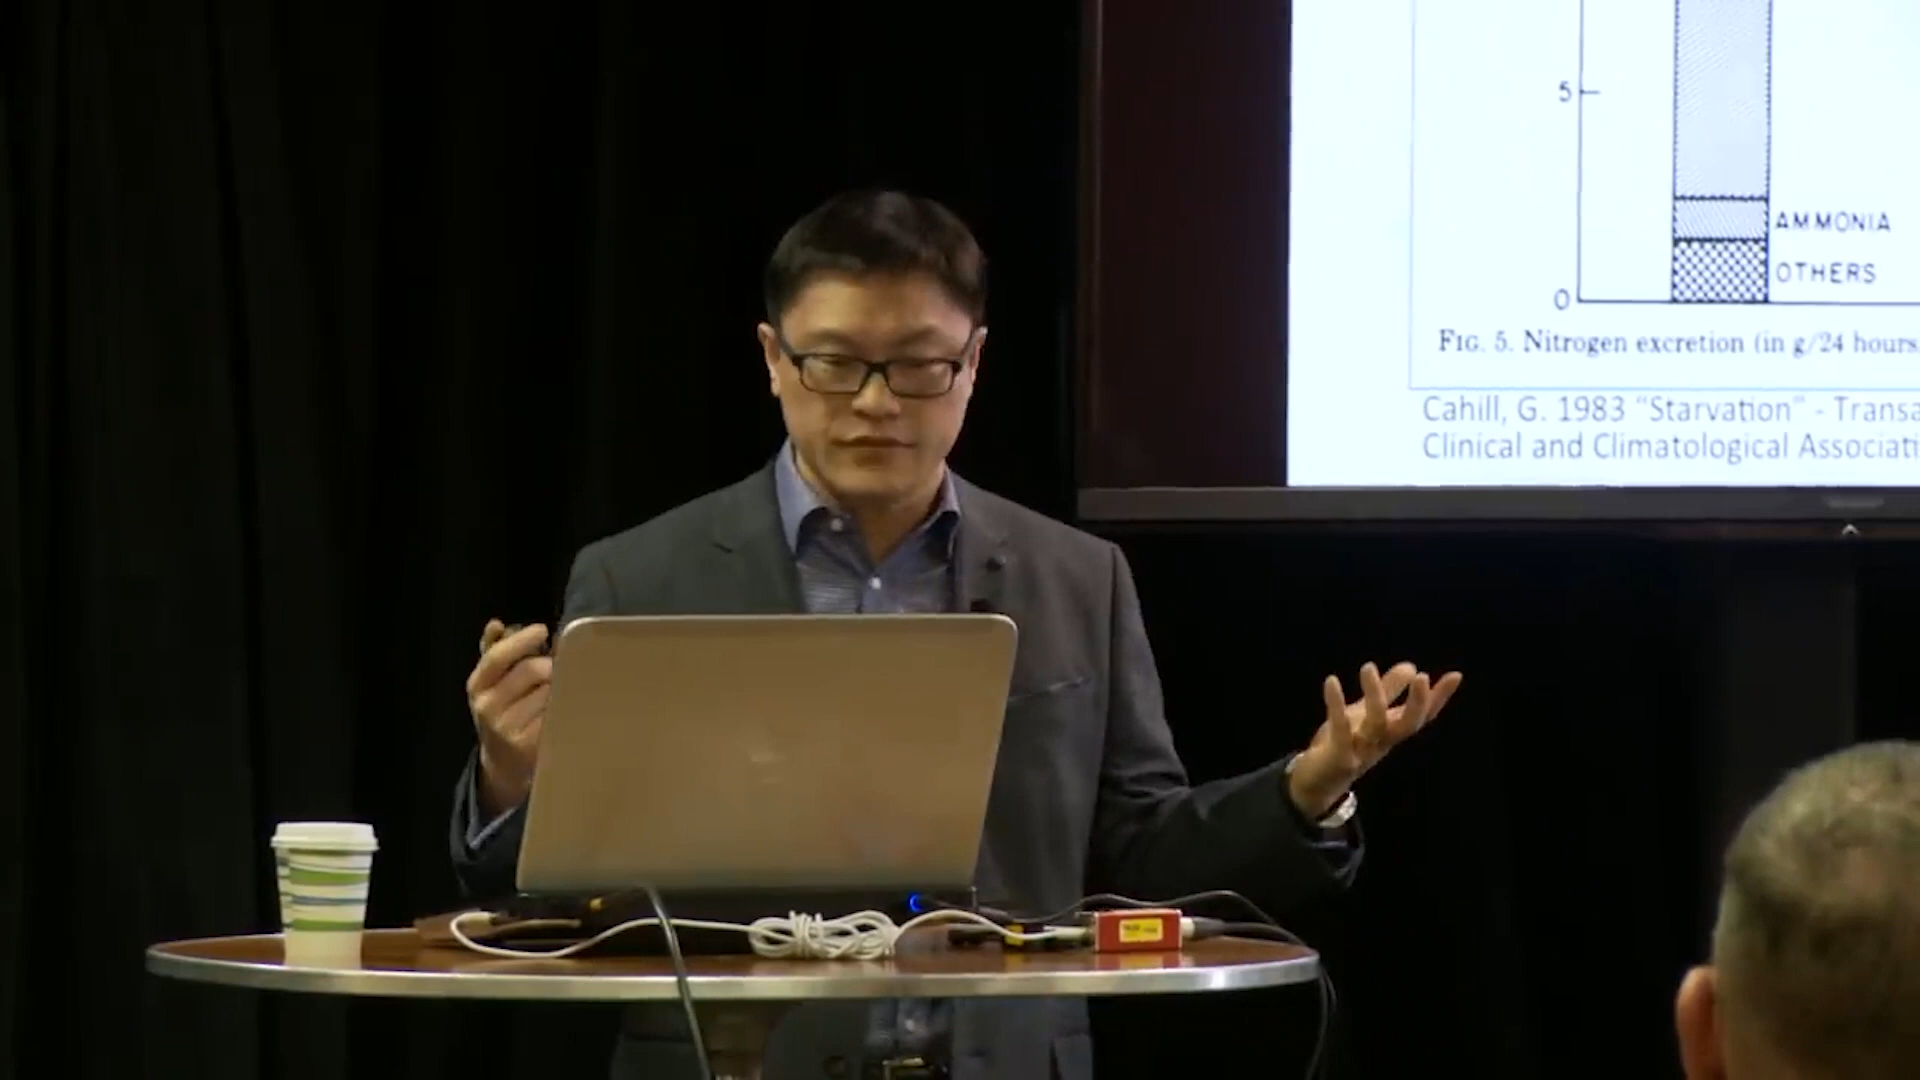 5
AMMONIA
OTHERS
0
FIG. 5. Nitrogen excretion (in g/24 hours
Cahill, G. 1983 “Starvation” - Transa
Clinical and Climatological Associati